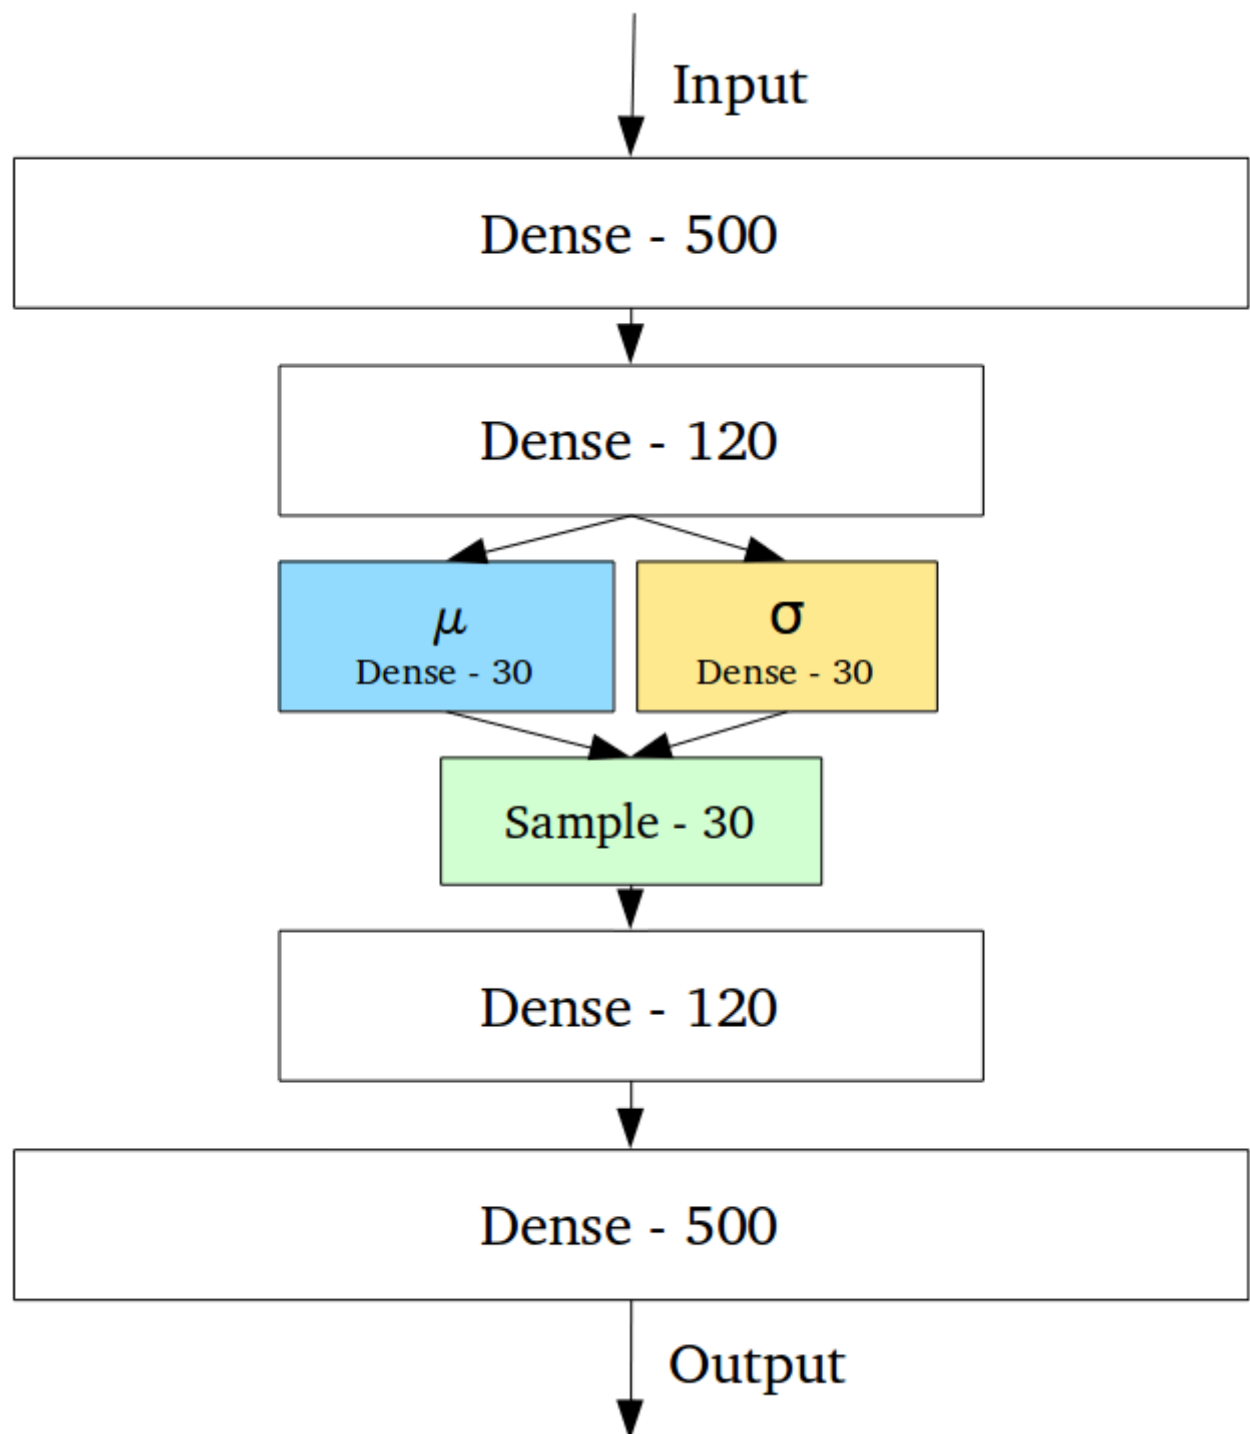 Input
Dense - 500
Dense - 120
μ
Dense - 30
σ
Dense - 30
Sample - 30
Dense - 120
Dense - 500
Output